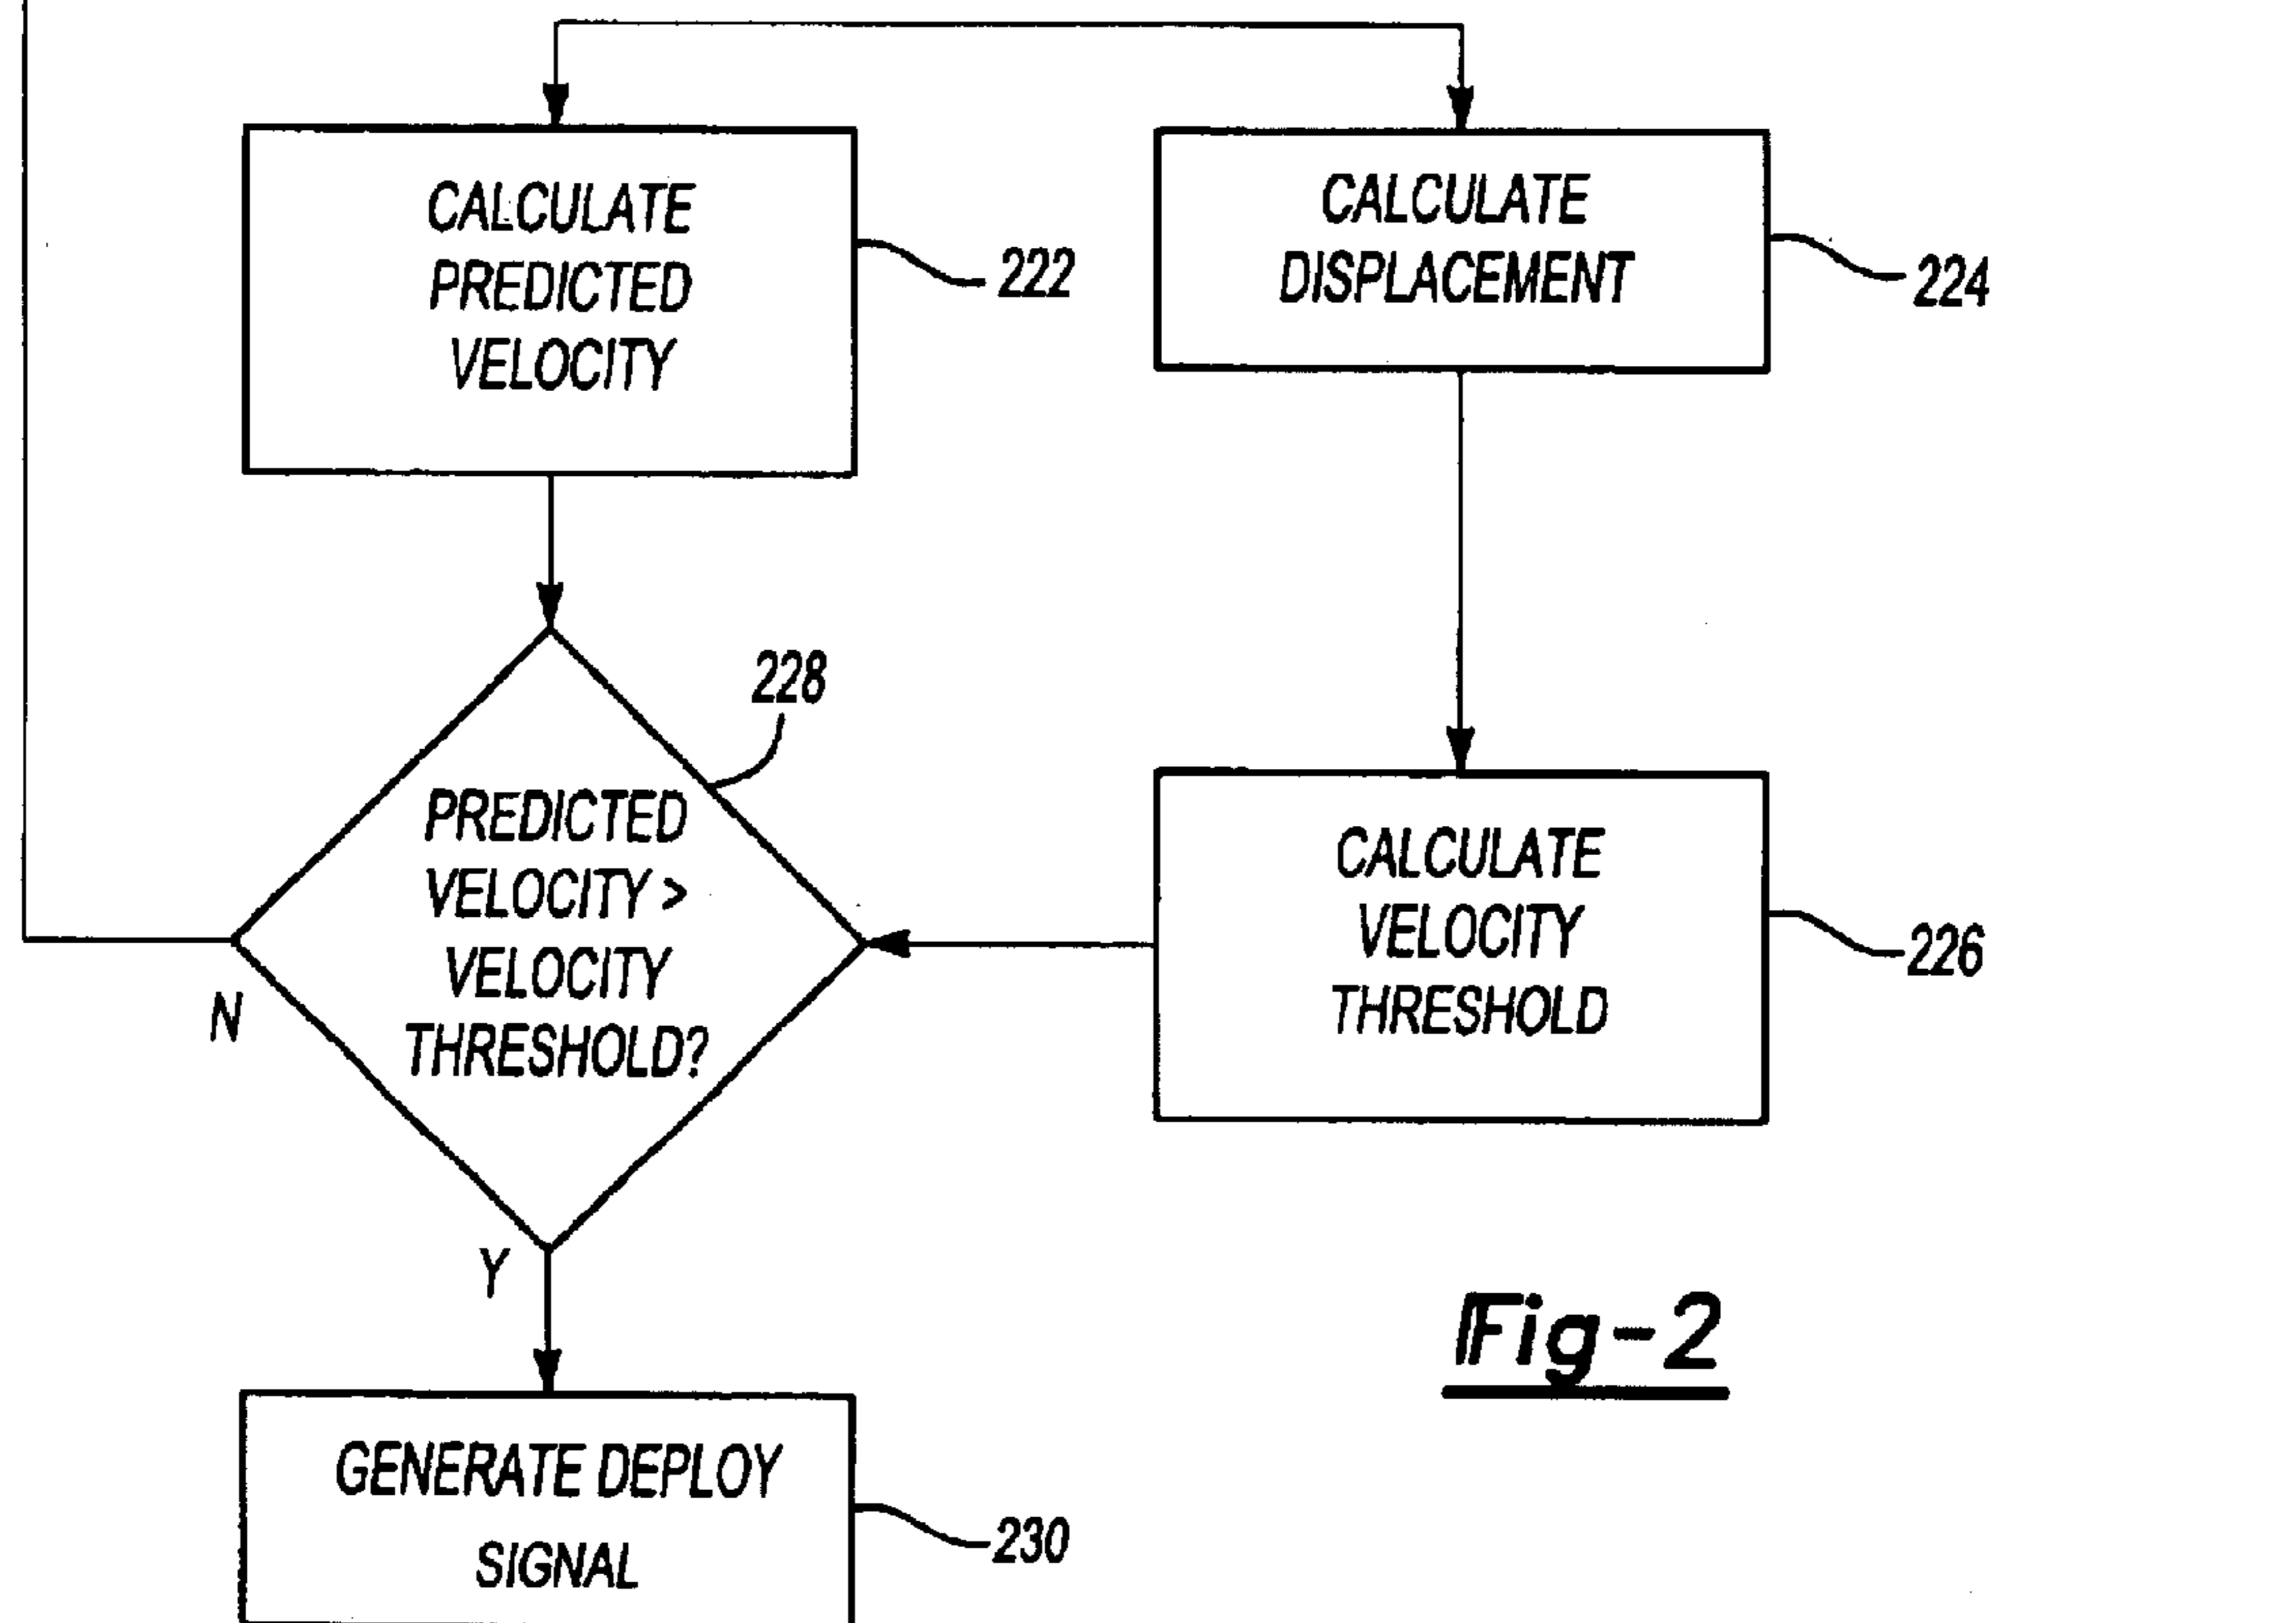 CALCULATE
PREDICTED
VELOCITY
222
CALCULATE
DISPLACEMENT
224
228
PREDICTED
VELOCITY >
VELOCITY
THRESHOLD?
N
Y
CALCULATE
VELOCITY
THRESHOLD
226
GENERATE DEPLOY
SIGNAL
230
Fig-2